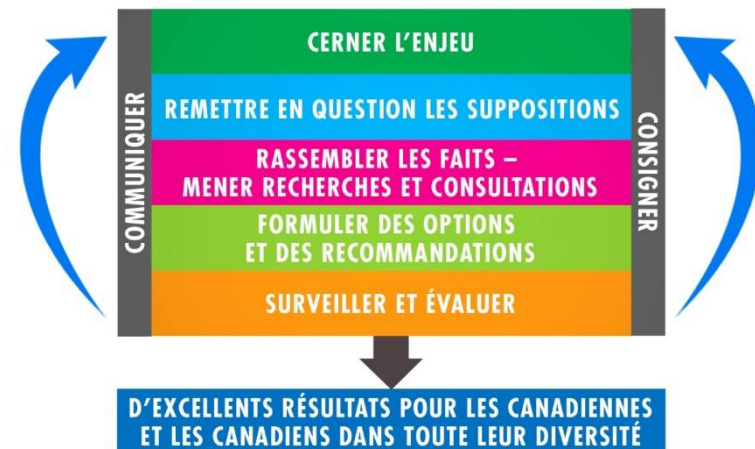 COMMUNIQUER
CERNER L'ENJEU
REMETTRE EN QUESTION LES SUPPOSITIONS
RASSEMBLER LES FAITS –
MENER RECHERCHES ET CONSULTATIONS
FORMULER DES OPTIONS
ET DES RECOMMANDATIONS
SURVEILLER ET ÉVALUER
CONSIGNER
D'EXCELLENTS RÉSULTATS POUR LES CANADIENNES
ET LES CANADIENS DANS TOUTE LEUR DIVERSITÉ